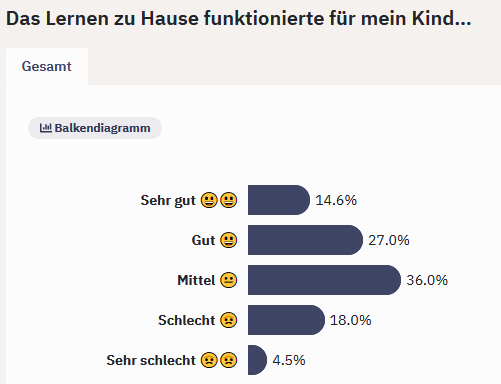 Das Lernen zu Hause funktionierte für mein Kind...
Gesamt
Balkendiagramm
Sehr gut 😃😃 14.6%
Gut 😃 27.0%
Mittel 😐 36.0%
Schlecht 😟 18.0%
Sehr schlecht 😟😟 4.5%